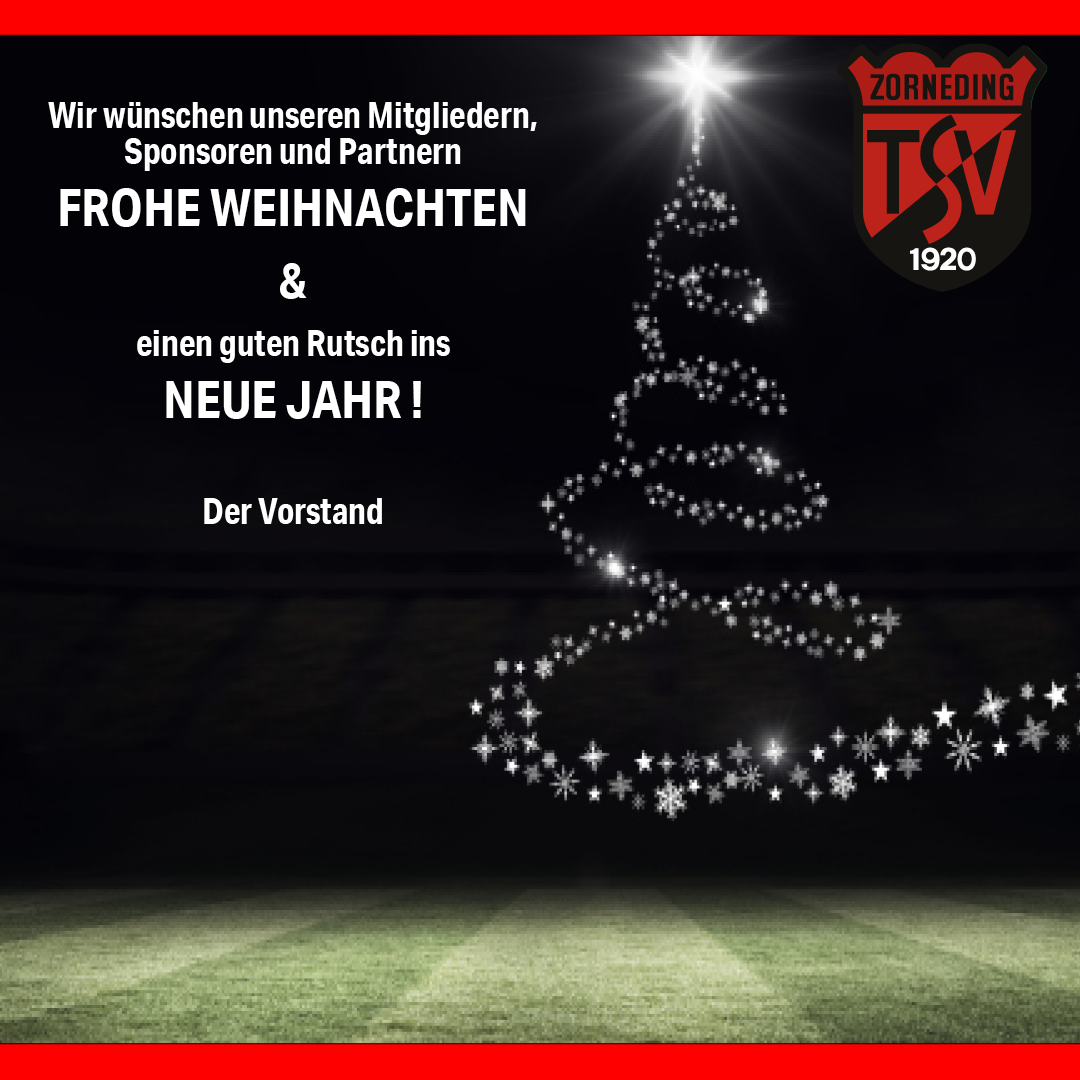 Wir wünschen unseren Mitgliedern,
Sponsoren und Partnern
FROHE WEIHNACHTEN
&
einen guten Rutsch ins
NEUE JAHR !
Der Vorstand
ZORNEDING
TSV
1920